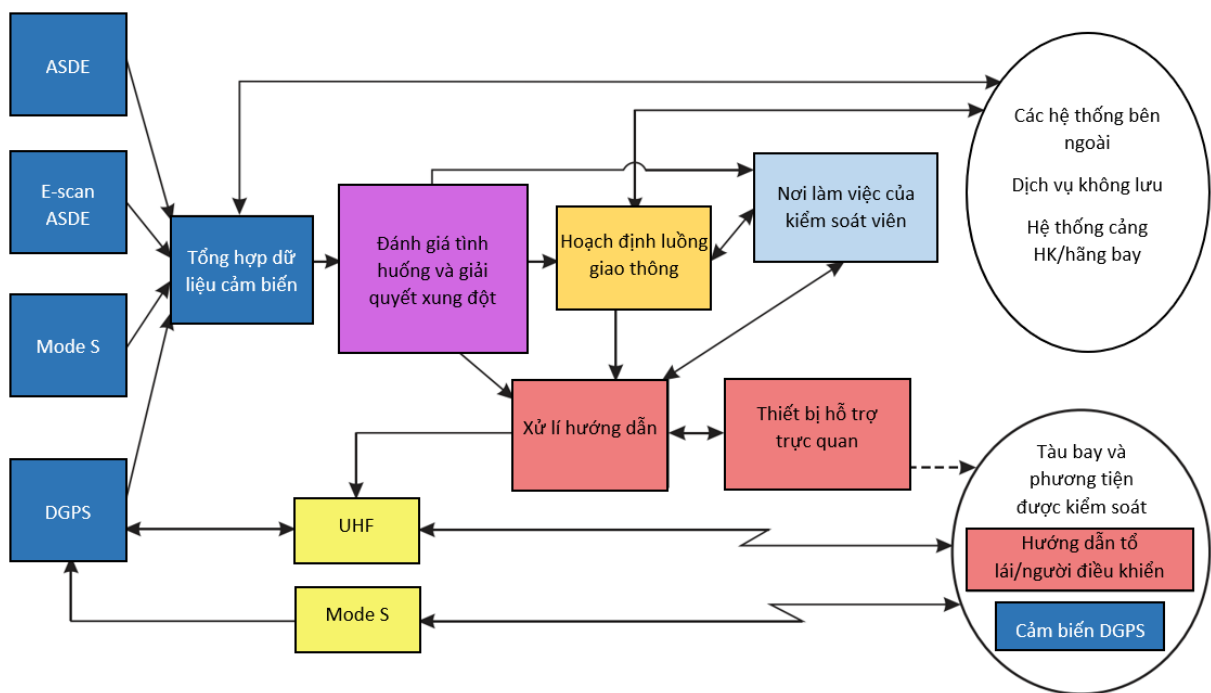 ASDE
E-scan
ASDE
Mode S
DGPS
Tổng hợp dữ
liệu cảm biến
Đánh giá tình
huống và giải
quyết xung đột
Hoạch định luồng
giao thông
Nơi làm việc của
kiểm soát viên
Các hệ thống bên
ngoài
Dịch vụ không lưu
Hệ thống cảng
HK/hãng bay
Xử lí hướng dẫn
Thiết bị hỗ trợ
trực quan
UHF
Mode S
Tàu bay và
phương tiện
được kiểm soát
Hướng dẫn tổ
lái/người điều khiển
Cảm biến DGPS